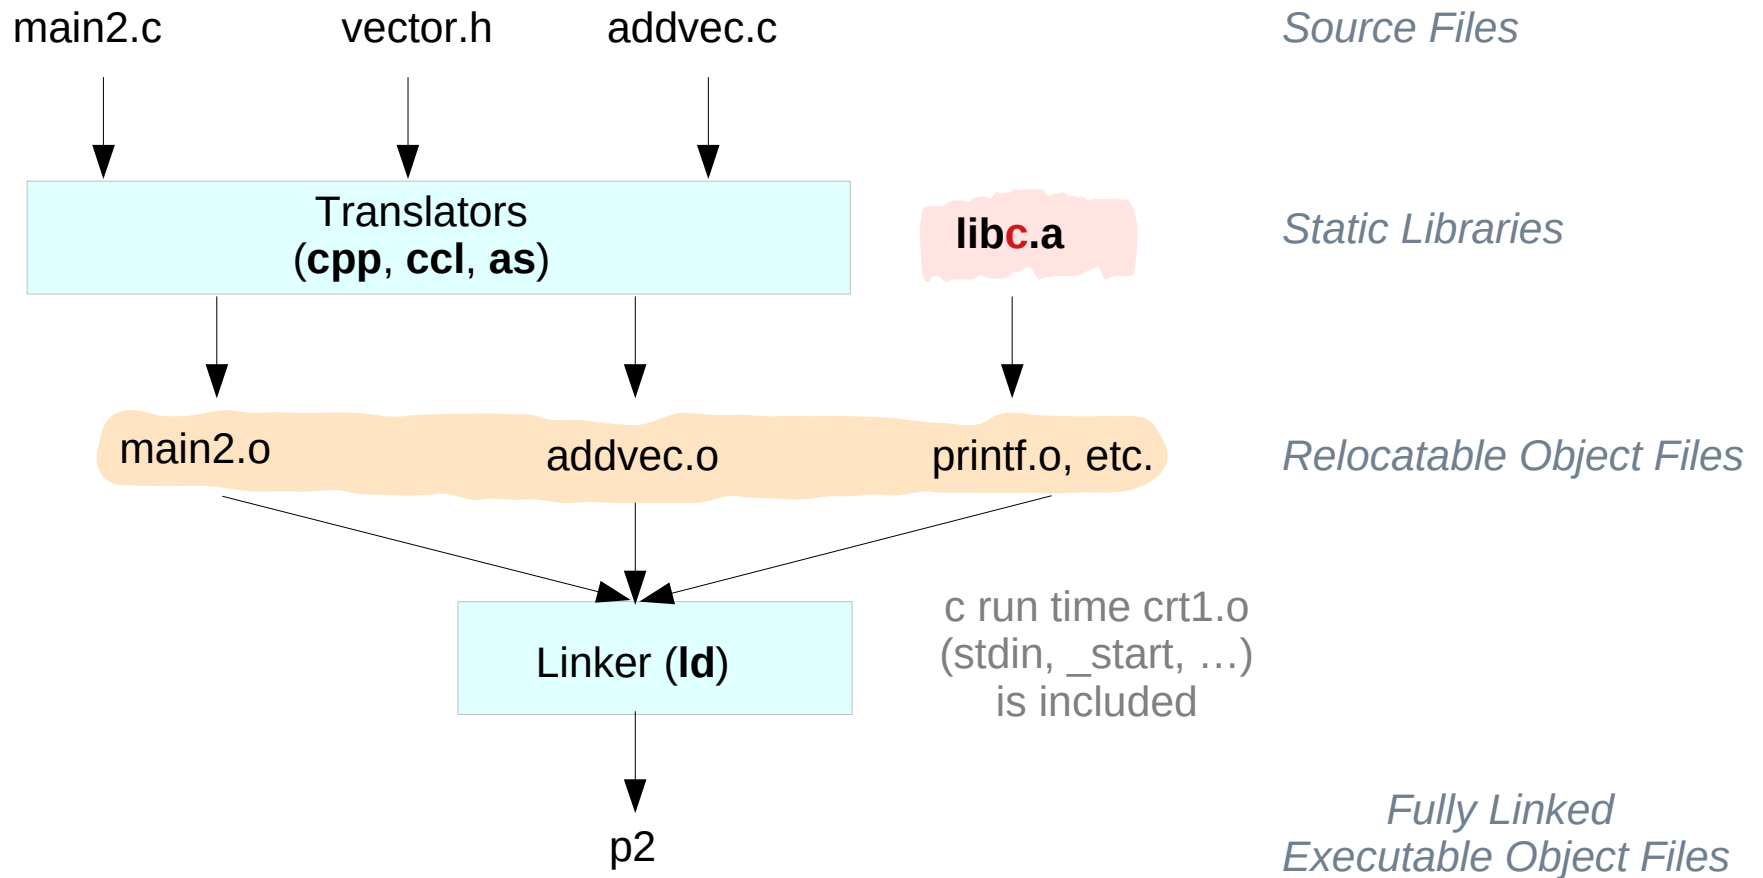 main2.c vector.h addvec.c Source Files
Translators
(cpp, ccl, as)
libc.a
Static Libraries
main2.o addvec.o printf.o, etc. Relocatable Object Files
Linker (ld)
c run time crt1.o
(stdin, _start, …)
is included
p2
Fully Linked
Executable Object Files